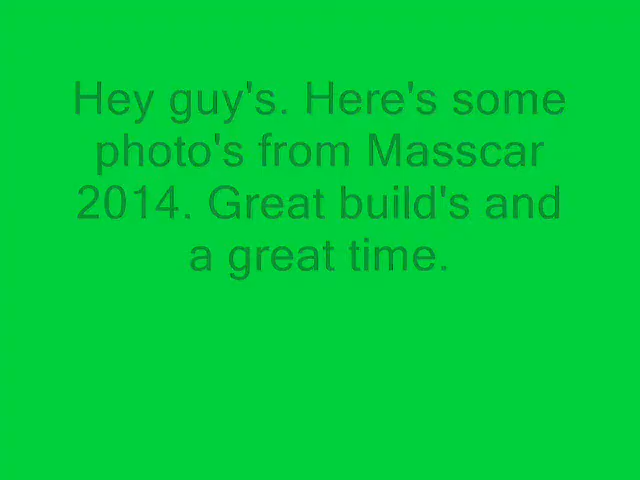 Hey guy's. Here's some
photo's from Masscar
2014. Great build's and
a great time.